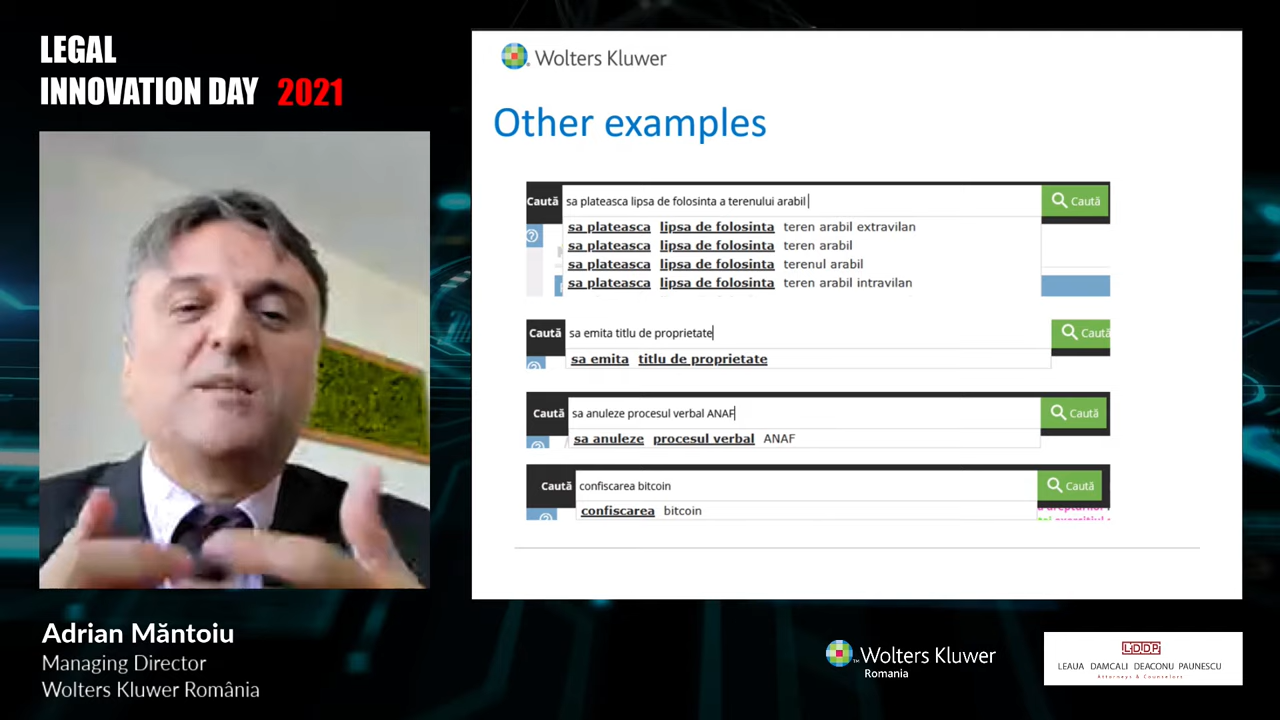 LEGAL
INNOVATION DAY 2021
Wolters Kluwer
Other examples
Caută sa plateasca lipsa de folosinta a terenului arabil Caută
sa plateasca lipsa de folosinta teren arabil extravilan
sa plateasca lipsa de folosinta teren arabil
sa plateasca lipsa de folosinta terenul arabil
sa plateasca lipsa de folosinta teren arabil intravilan
Caută sa emita titlu de proprietate Caută
sa emita titlu de proprietate
Caută sa anuleze procesul verbal ANAF Caută
sa anuleze procesul verbal ANAF
Caută confiscarea bitcoin Caută
confiscarea bitcoin
Adrian Măntoiu
Managing Director
Wolters Kluwer România
Wolters Kluwer
Romania
LDDP
LEAUA DAMCALI DEACONU PAUNESCU
Attorneys & Counselors